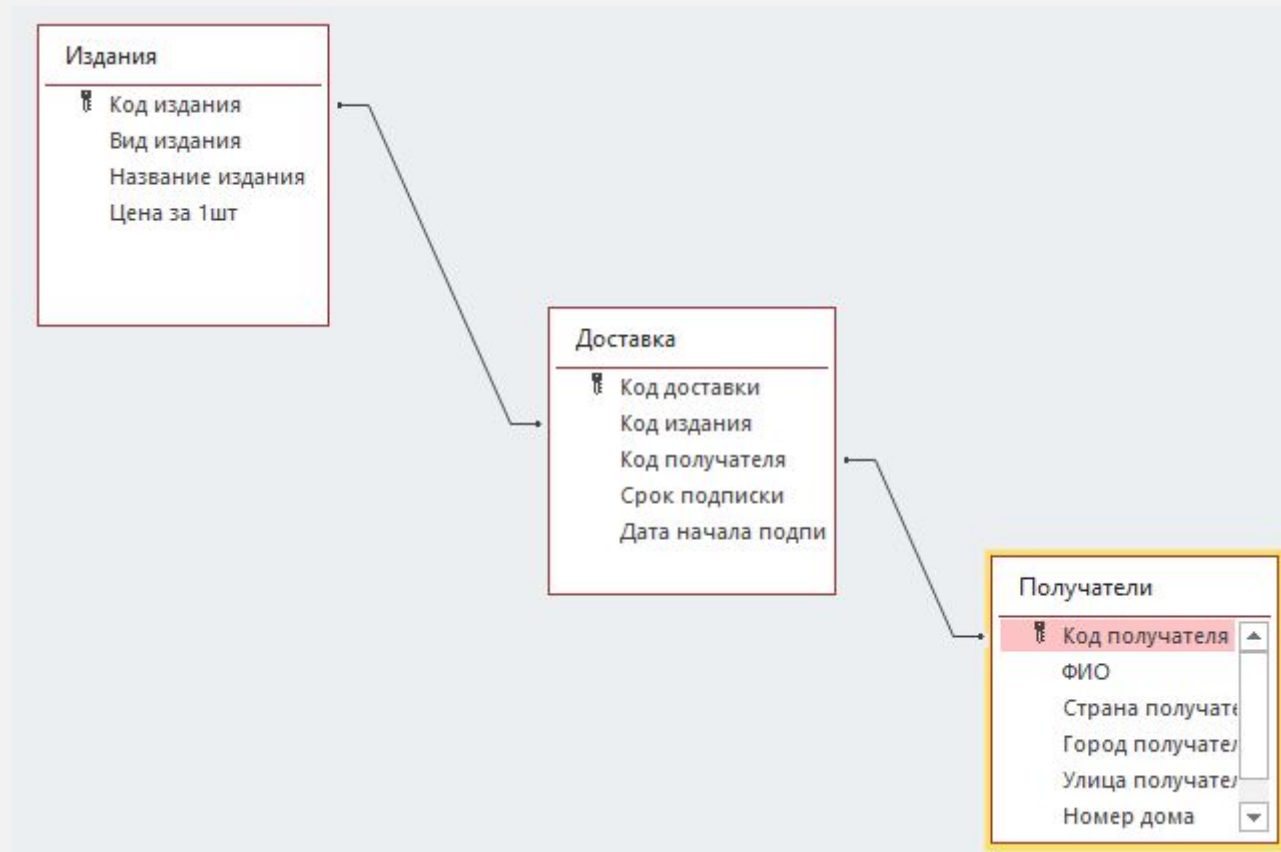 Издания
Код издания
Вид издания
Название издания
Цена за 1шт
Доставка
Код доставки
Код издания
Код получателя
Срок подписки
Дата начала подпи
Получатели
Код получателя
ФИО
Страна получате
Город получател
Улица получател
Номер дома